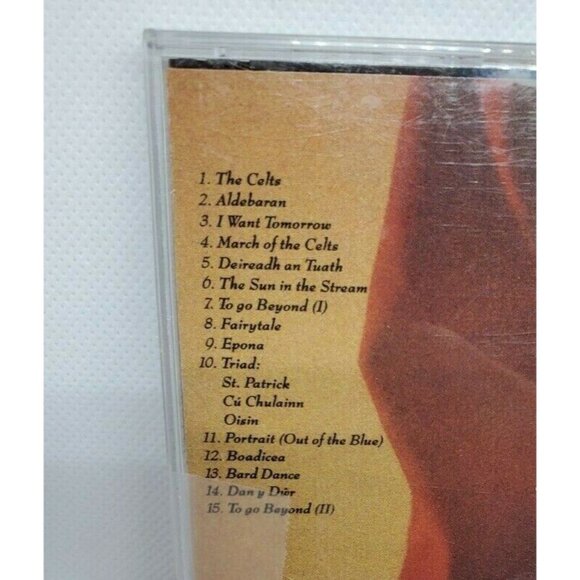 1. The Celts
2. Aldebaran
3. I Want Tomorrow
4. March of the Celts
5. Deireadh an Tuath
6. The Sun in the Stream
7. To go Beyond (I)
8. Fairytale
9. Epona
10. Triad:
St. Patrick
Cú Chulainn
Oisin
11. Portrait (Out of the Blue)
12. Boadicea
13. Bard Dance
14. Dan y Dŵr
15. To go Beyond (II)